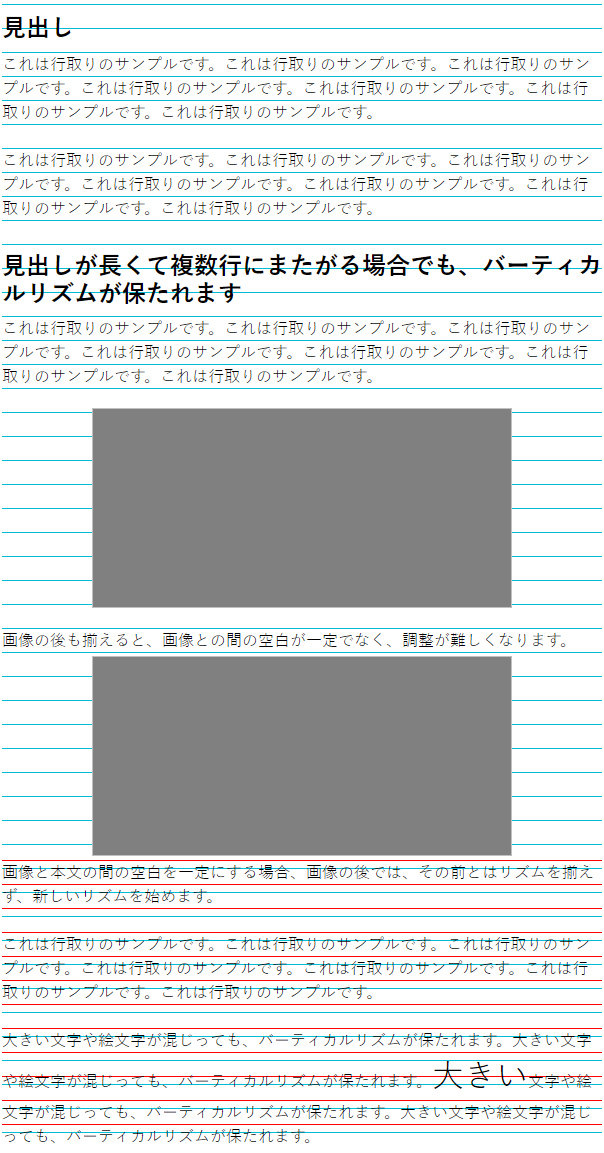 見出し
これは行取りのサンプルです。これは行取りのサンプルです。これは行取りのサン
プルです。これは行取りのサンプルです。これは行取りのサンプルです。これは行
取りのサンプルです。これは行取りのサンプルです。
これは行取りのサンプルです。これは行取りのサンプルです。これは行取りのサン
プルです。これは行取りのサンプルです。これは行取りのサンプルです。これは行
取りのサンプルです。これは行取りのサンプルです。
見出しが長くて複数行にまたがる場合でも、バーティカ
ルリズムが保たれます
これは行取りのサンプルです。これは行取りのサンプルです。これは行取りのサン
プルです。これは行取りのサンプルです。これは行取りのサンプルです。これは行
取りのサンプルです。これは行取りのサンプルです。
画像の後も揃えると、画像との間の空白が一定でなく、調整が難しくなります。
画像と本文の間の空白を一定にする場合、画像の後では、その前とはリズムを揃え
ず、新しいリズムを始めます。
これは行取りのサンプルです。これは行取りのサンプルです。これは行取りのサン
プルです。これは行取りのサンプルです。これは行取りのサンプルです。これは行
取りのサンプルです。これは行取りのサンプルです。
大きい文字や絵文字が混じっても、バーティカルリズムが保たれます。大きい文字
や絵文字が混じっても、バーティカルリズムが保たれます。大きい文字や絵
文字が混じっても、バーティカルリズムが保たれます。大きい文字や絵文字が混じ
っても、バーティカルリズムが保たれます。